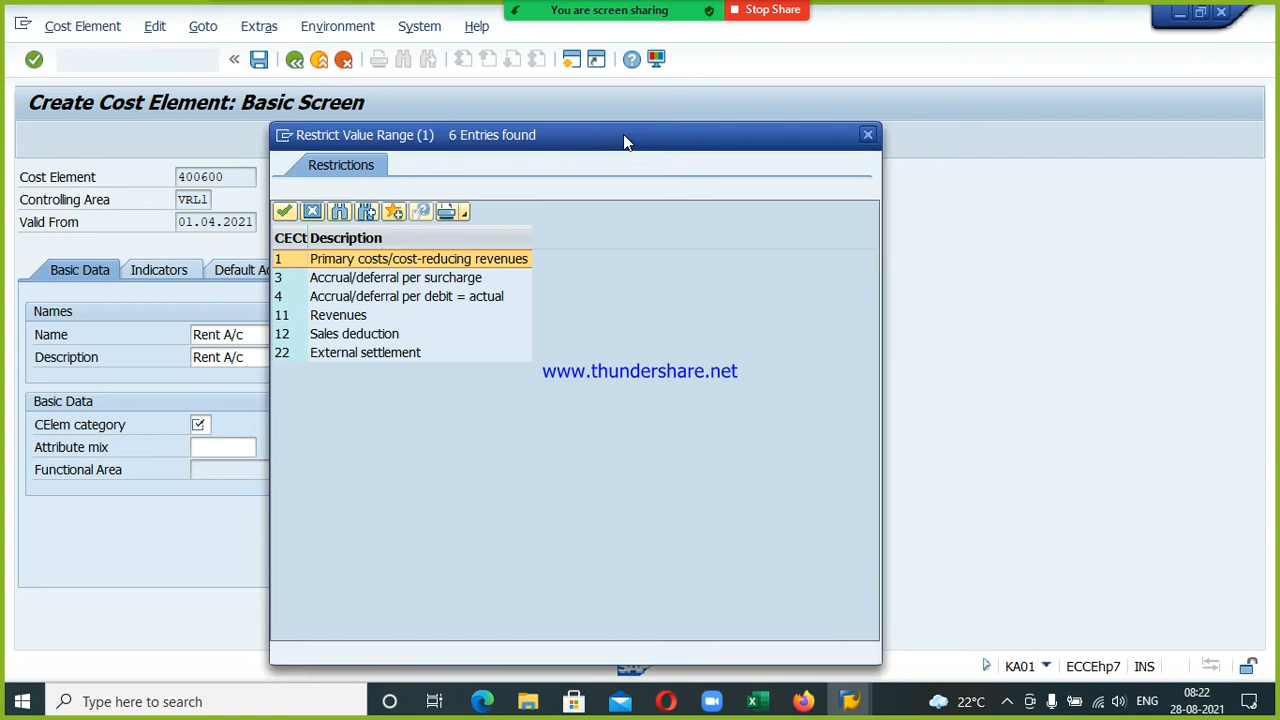 You are screen sharing
Stop Share
Cost Element Edit Goto Extras Environment System Help
Create Cost Element: Basic Screen
Restrict Value Range (1) 6 Entries found
Restrictions
Cost Element 400600
Controlling Area VRL1
Valid From 01.04.2021
Basic Data Indicators Default Ac
Names
Name Rent A/c
Description Rent A/c
Basic Data
CElem category
Attribute mix
Functional Area
CECt Description
1 Primary costs/cost-reducing revenues
3 Accrual/deferral per surcharge
4 Accrual/deferral per debit = actual
11 Revenues
12 Sales deduction
22 External settlement
www.thundershare.net
SAP
KA01 ECCEhp7 INS
Type here to search
22°C ENG 08:22
28-08-2021